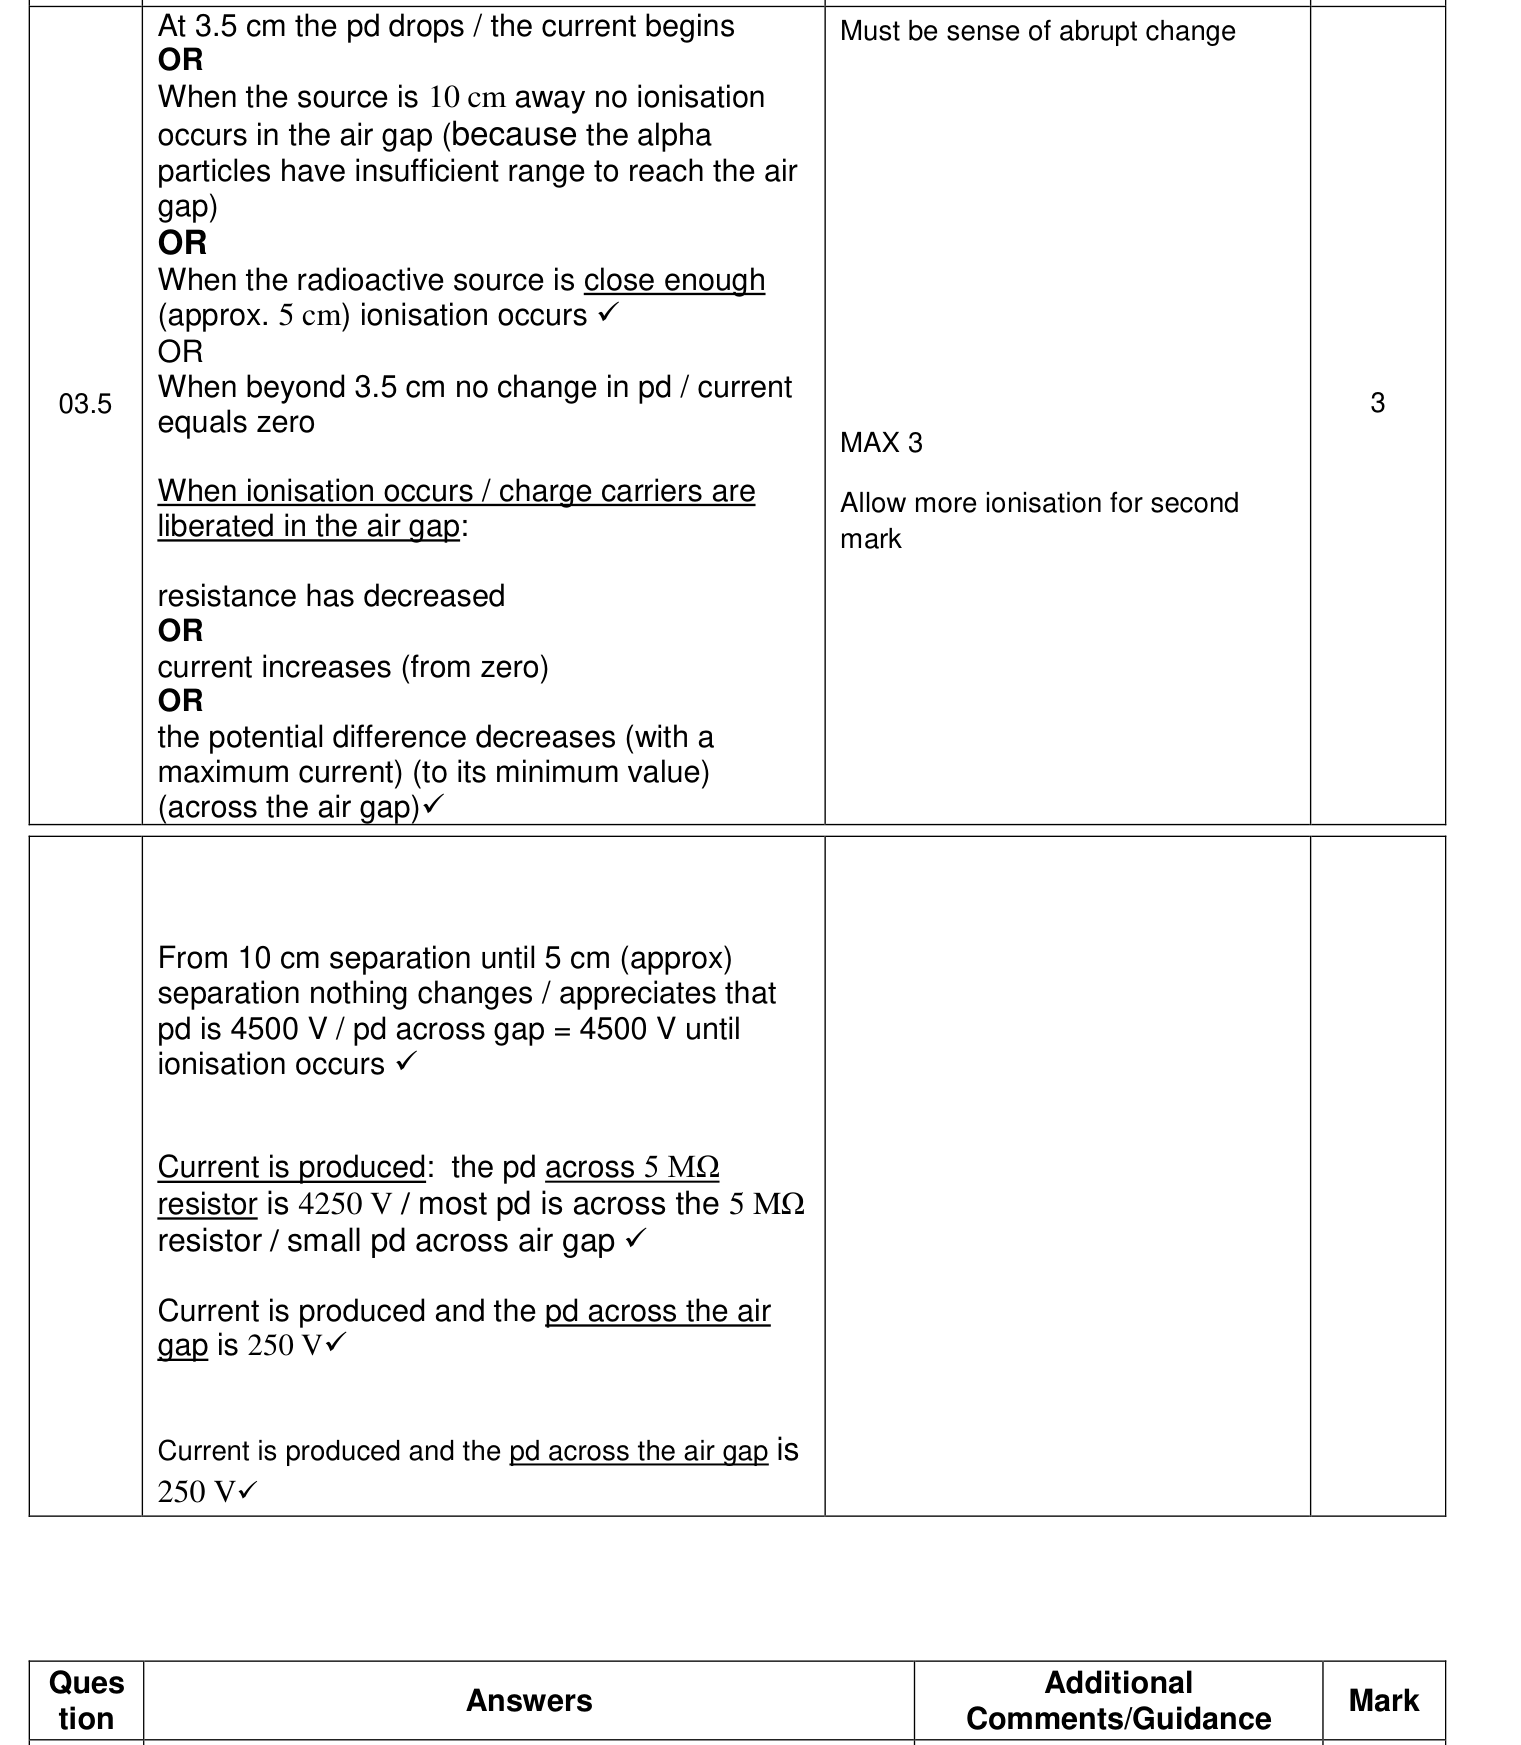 At 3.5 cm the pd drops / the current begins
OR
When the source is 10 cm away no ionisation
occurs in the air gap (because the alpha
particles have insufficient range to reach the air
gap)
OR
When the radioactive source is close enough
(approx. 5 cm) ionisation occurs ✓
OR
When beyond 3.5 cm no change in pd / current
equals zero
When ionisation occurs / charge carriers are
liberated in the air gap:
resistance has decreased
OR
current increases (from zero)
OR
the potential difference decreases (with a
maximum current) (to its minimum value)
(across the air gap)✓
03.5
Must be sense of abrupt change
MAX 3
Allow more ionisation for second
mark
3
From 10 cm separation until 5 cm (approx)
separation nothing changes / appreciates that
pd is 4500 V / pd across gap = 4500 V until
ionisation occurs ✓
Current is produced: the pd across 5 MΩ
resistor is 4250 V / most pd is across the 5 MΩ
resistor / small pd across air gap ✓
Current is produced and the pd across the air
gap is 250 V✓
Current is produced and the pd across the air gap is
250 V✓
Ques
tion
Answers
Additional
Comments/Guidance
Mark